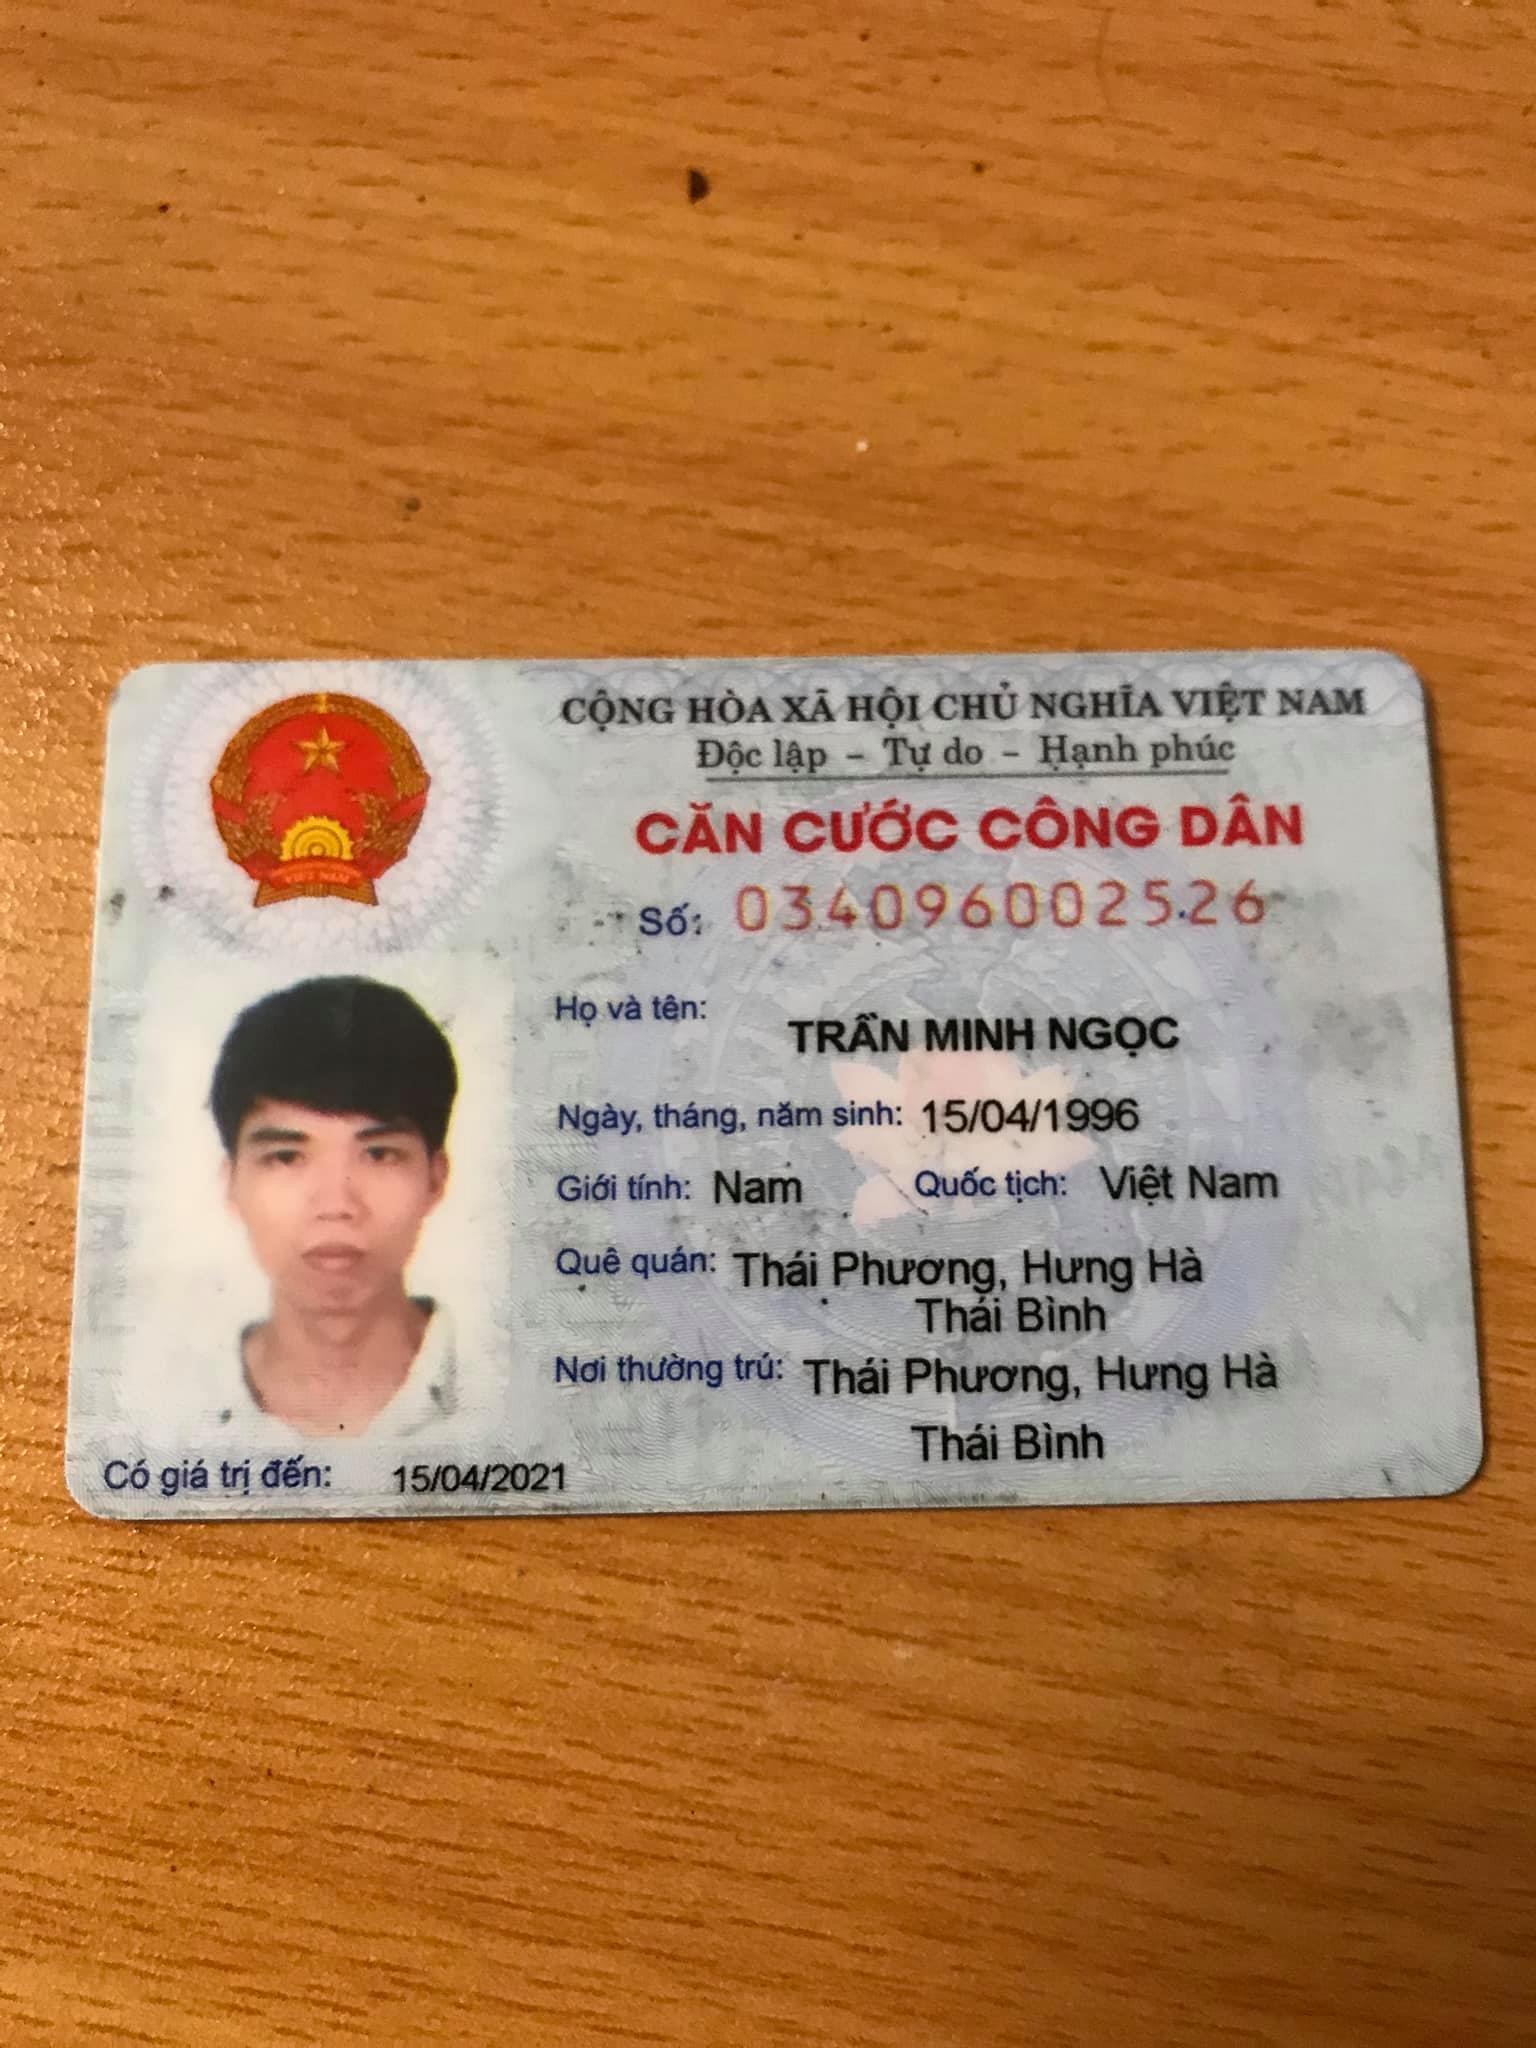 CỘNG HÒA XÃ HỘI CHỦ NGHĨA VIỆT NAM
Độc lập - Tự do - Hạnh phúc
CĂN CƯỚC CÔNG DÂN
Số: 034096002526
Họ và tên: TRẦN MINH NGỌC
Ngày, tháng, năm sinh: 15/04/1996
Giới tính: Nam Quốc tịch: Việt Nam
Quê quán: Thái Phương, Hưng Hà
Thái Bình
Nơi thường trú: Thái Phương, Hưng Hà
Thái Bình
Có giá trị đến: 15/04/2021
VIỆT NAM